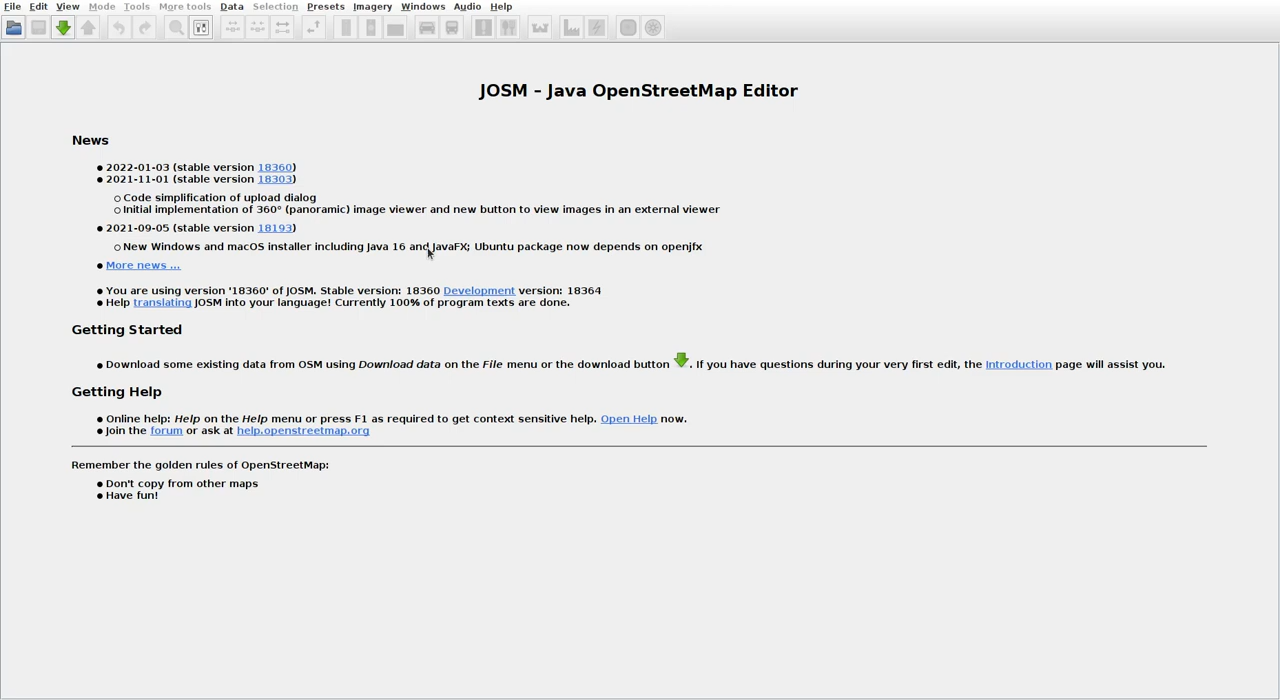 File Edit View Mode Tools More tools Data Selection Presets Imagery Windows Audio Help
JOSM – Java OpenStreetMap Editor
News
2022-01-03 (stable version 18360)
2021-11-01 (stable version 18303)
Code simplification of upload dialog
Initial implementation of 360° (panoramic) image viewer and new button to view images in an external viewer
2021-09-05 (stable version 18193)
New Windows and macOS installer including Java 16 and JavaFX; Ubuntu package now depends on openjfx
More news ...
You are using version '18360' of JOSM. Stable version: 18360 Development version: 18364
Help translating JOSM into your language! Currently 100% of program texts are done.
Getting Started
Download some existing data from OSM using Download data on the File menu or the download button . If you have questions during your very first edit, the Introduction page will assist you.
Getting Help
Online help: Help on the Help menu or press F1 as required to get context sensitive help. Open Help now.
Join the forum or ask at help.openstreetmap.org
Remember the golden rules of OpenStreetMap:
Don't copy from other maps
Have fun!